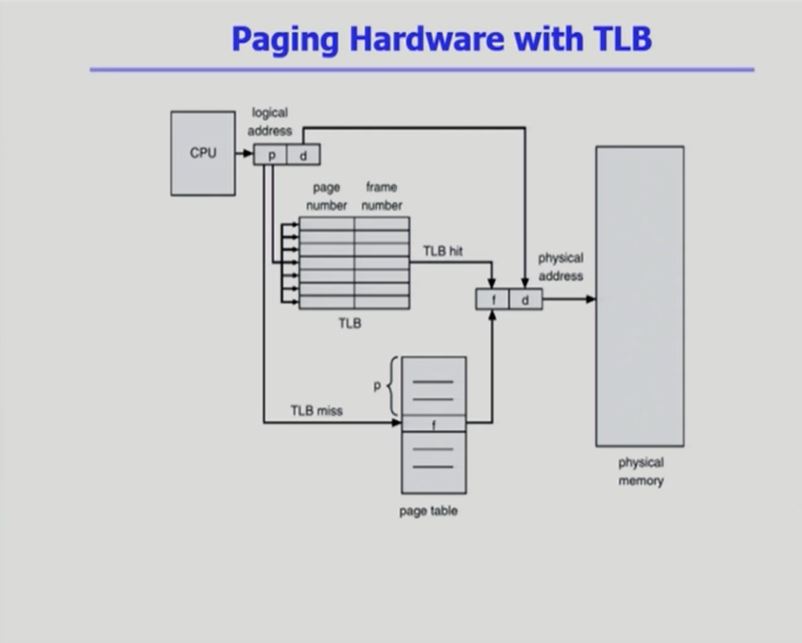 Paging Hardware with TLB
logical
address
CPU
p d
page frame
number number
TLB hit
physical
address
f d
TLB
p
TLB miss
f
physical
memory
page table